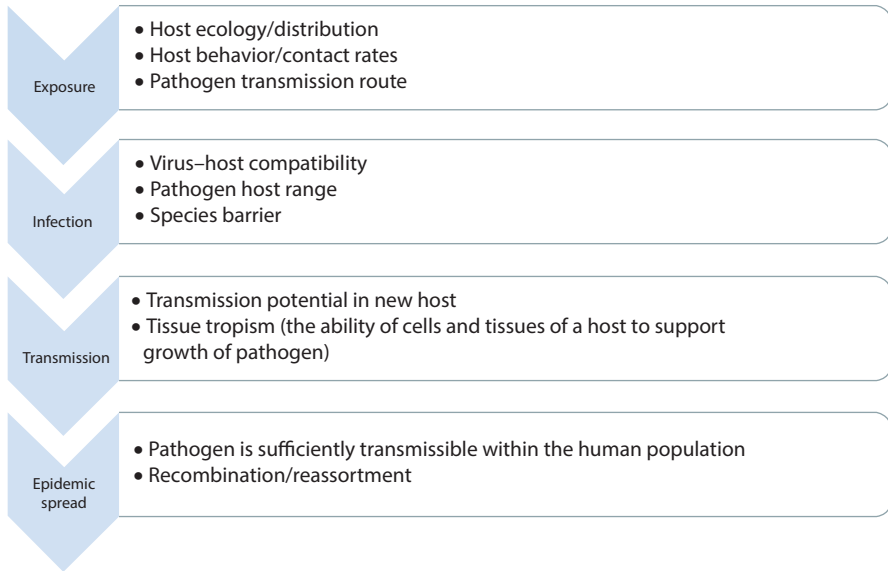 Exposure
• Host ecology/distribution
• Host behavior/contact rates
• Pathogen transmission route
Infection
• Virus–host compatibility
• Pathogen host range
• Species barrier
Transmission
• Transmission potential in new host
• Tissue tropism (the ability of cells and tissues of a host to support
growth of pathogen)
Epidemic
spread
• Pathogen is sufficiently transmissible within the human population
• Recombination/reassortment